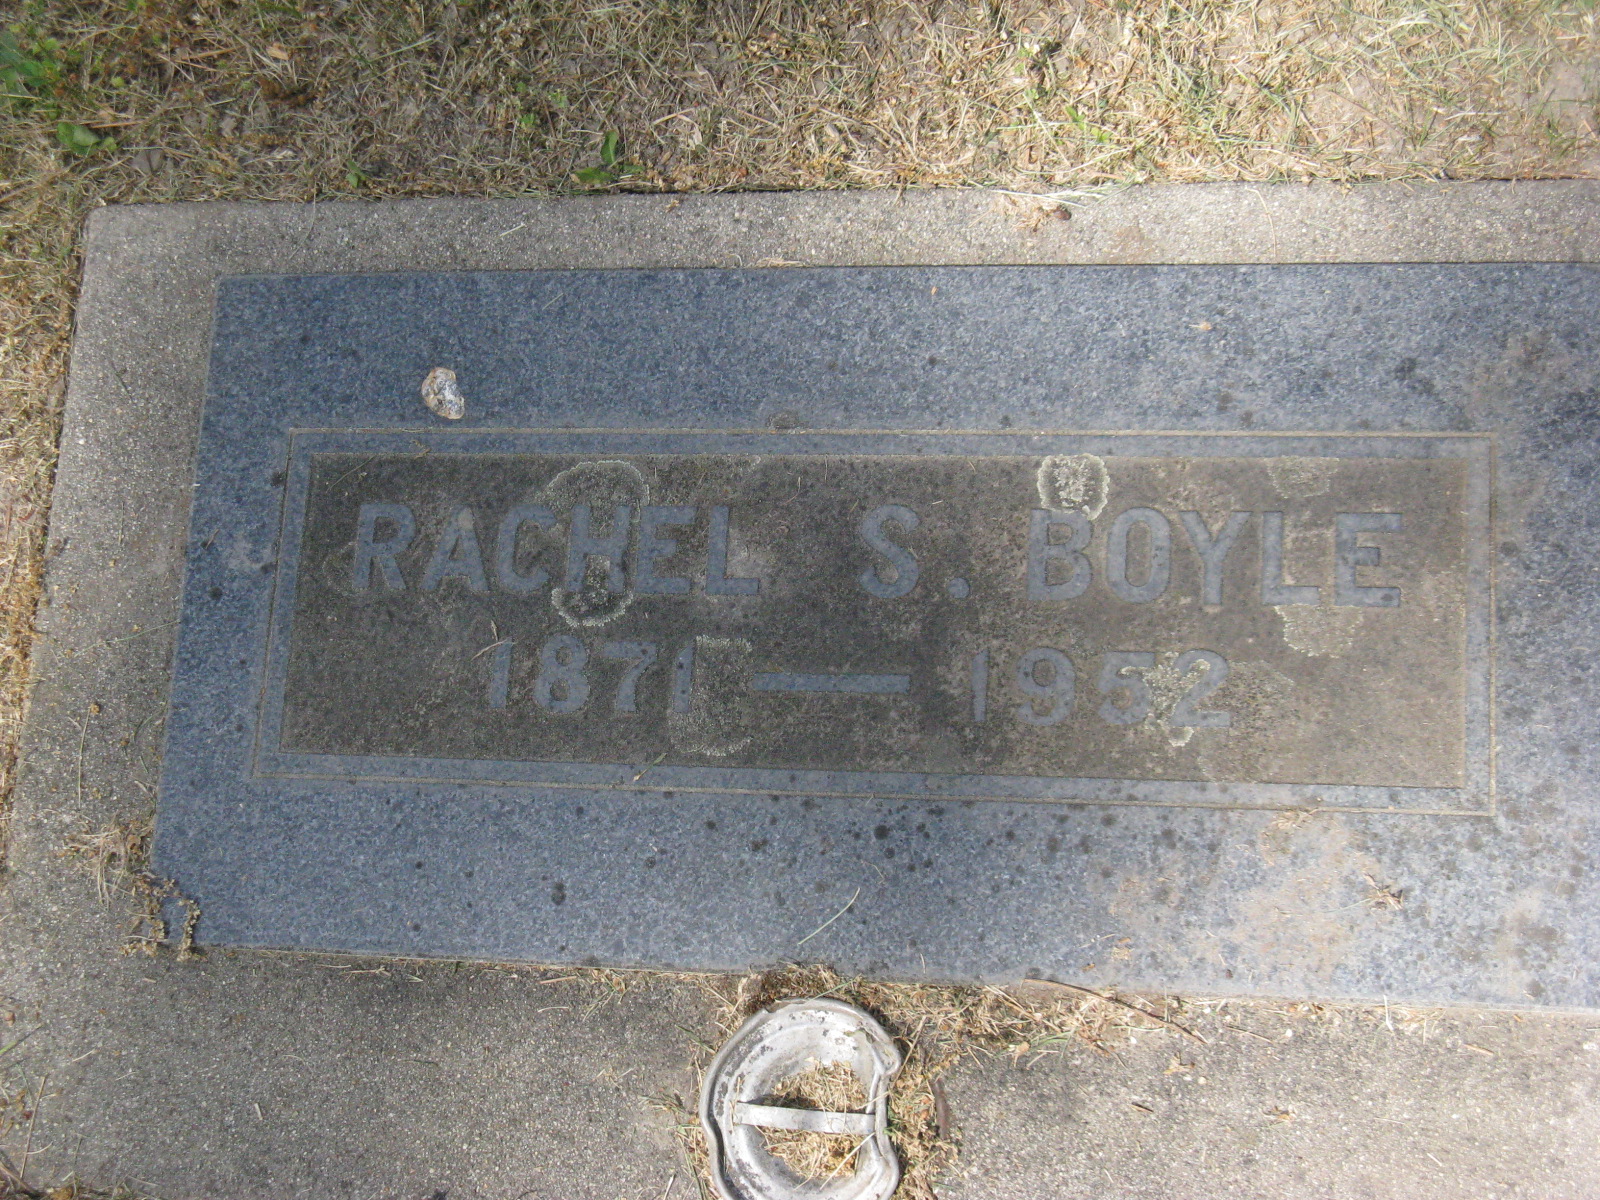 RACHEL S. BOYLE
1871 — 1952